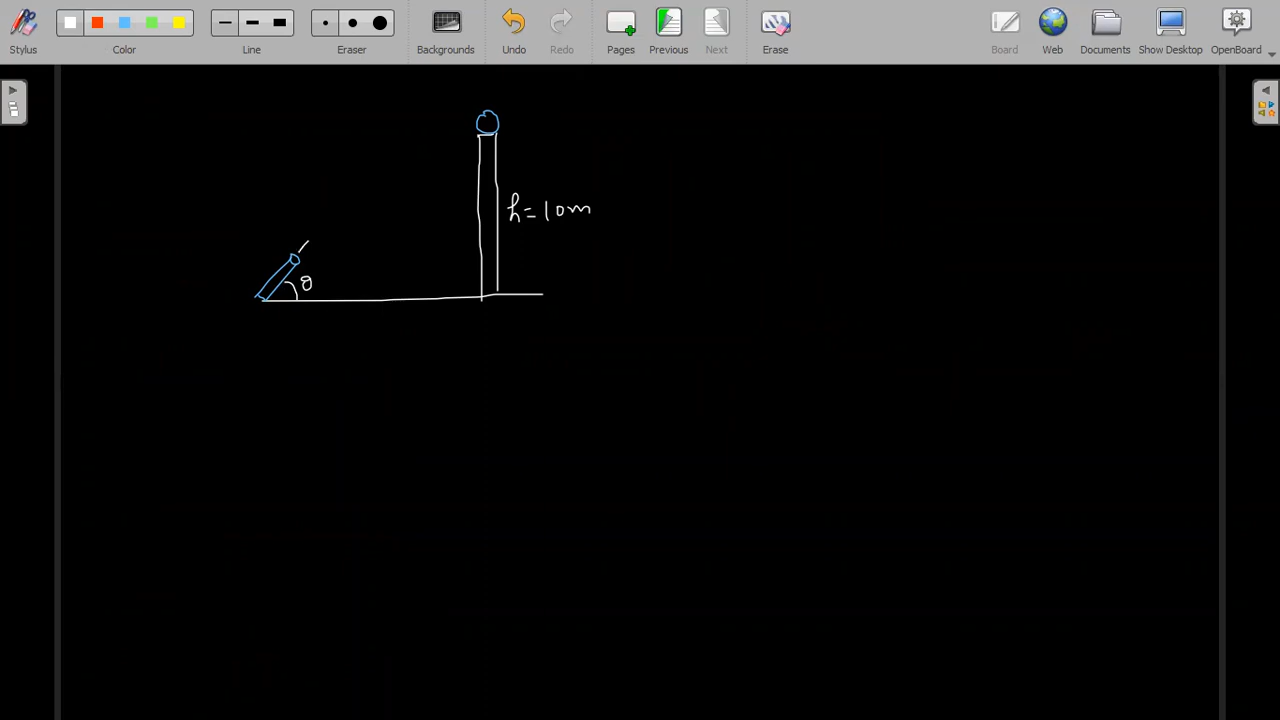 Stylus
Color
Line
Eraser
Backgrounds
Undo
Redo
Pages
Previous
Next
Erase
Board
Web
Documents
Show Desktop
OpenBoard
h = 10m
θ